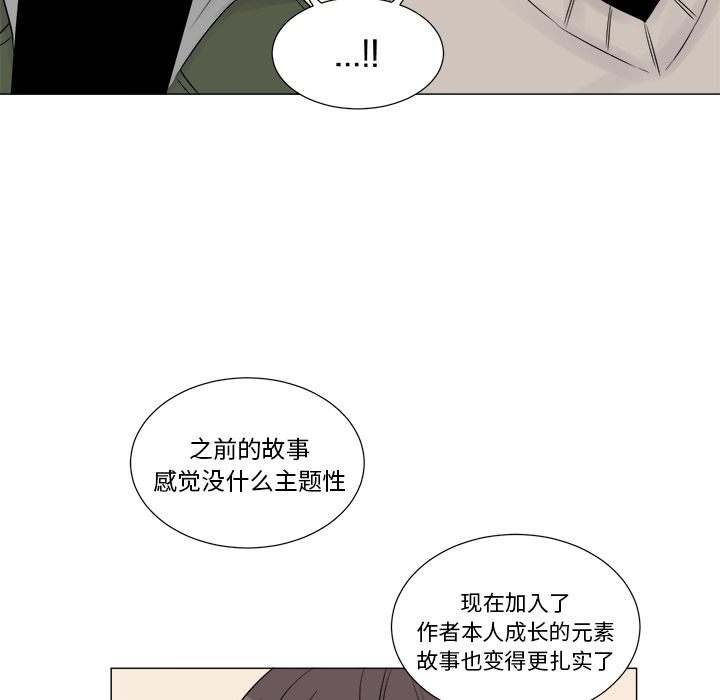 ...!!
之前的故事
感觉没什么主题性
现在加入了
作者本人成长的元素
故事也变得更扎实了